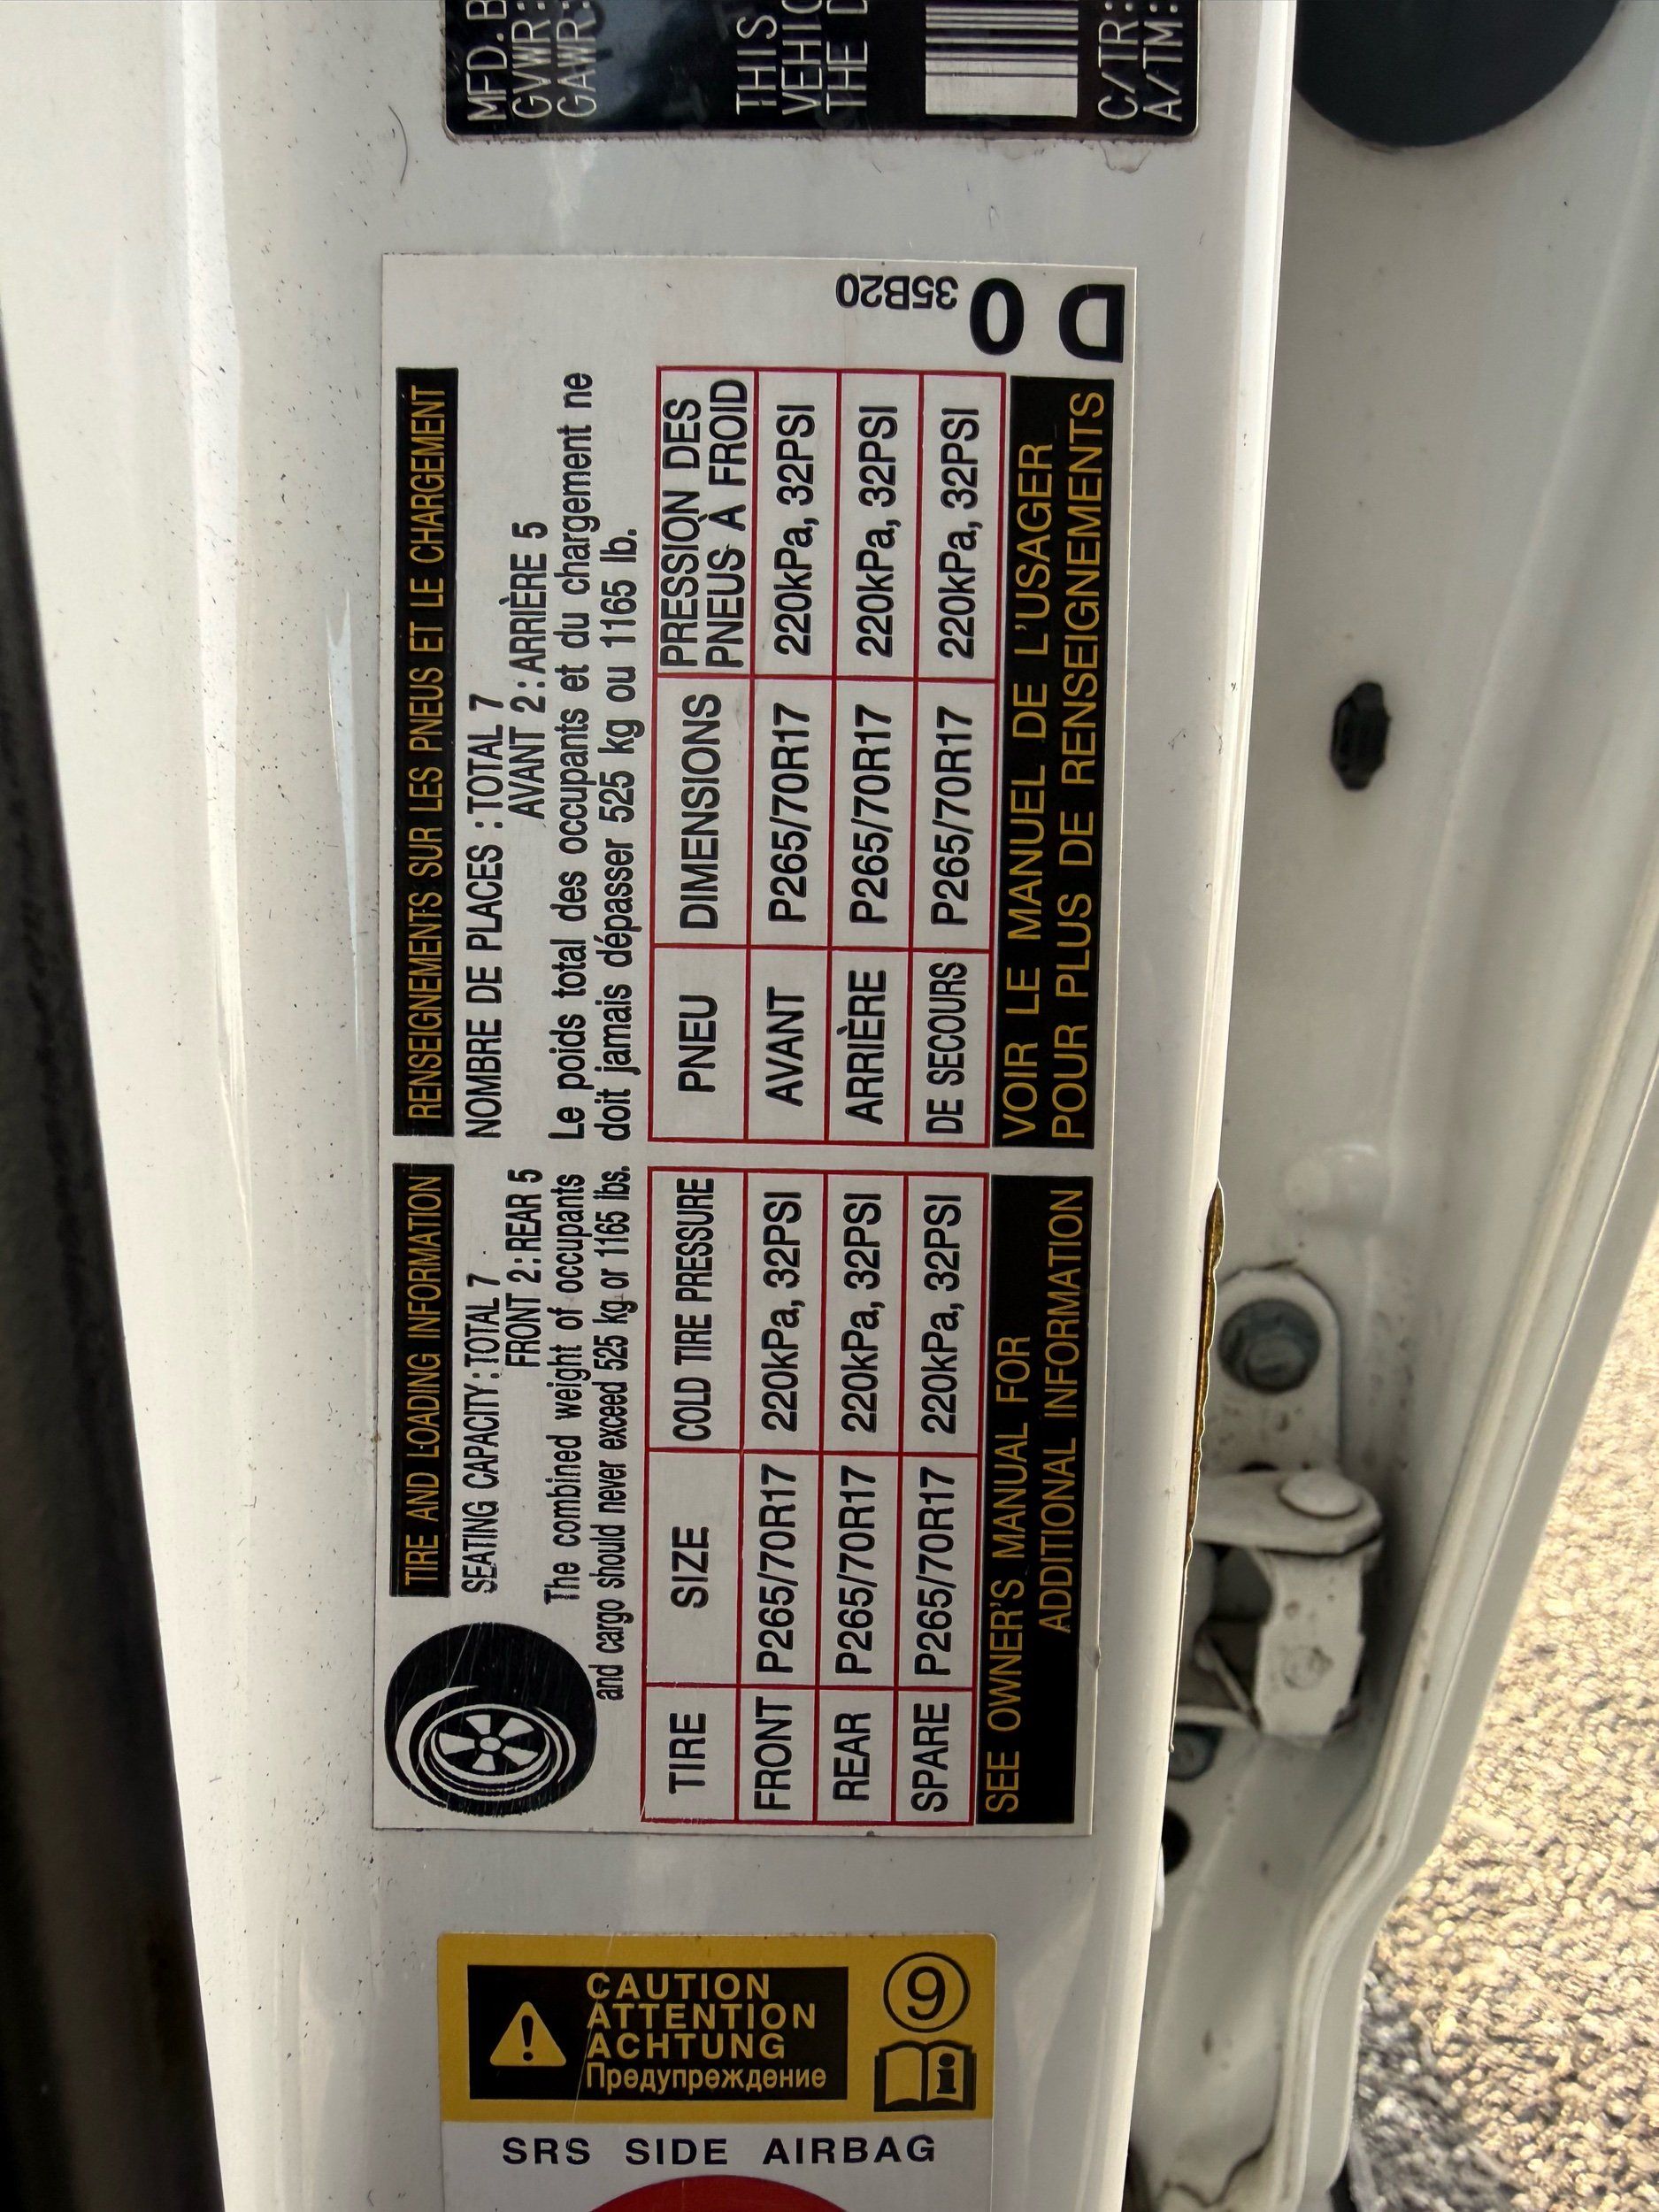 MFD. B
GVWR:
GAWR:
THIS
VEHIC
THE D
C/TR:
A/TM:
TIRE AND LOADING INFORMATION
SEATING CAPACITY : TOTAL 7
FRONT 2 : REAR 5
The combined weight of occupants
and cargo should never exceed 525 kg or 1165 lbs.
TIRE SIZE COLD TIRE PRESSURE
FRONT P265/70R17 220kPa, 32PSI
REAR P265/70R17 220kPa, 32PSI
SPARE P265/70R17 220kPa, 32PSI
SEE OWNER'S MANUAL FOR
ADDITIONAL INFORMATION
RENSEIGNEMENTS SUR LES PNEUS ET LE CHARGEMENT
NOMBRE DE PLACES : TOTAL 7
AVANT 2 : ARRIÈRE 5
Le poids total des occupants et du chargement ne
doit jamais dépasser 525 kg ou 1165 lb.
PNEU DIMENSIONS PRESSION DES
PNEUS À FROID
AVANT P265/70R17 220kPa, 32PSI
ARRIÈRE P265/70R17 220kPa, 32PSI
DE SECOURS P265/70R17 220kPa, 32PSI
VOIR LE MANUEL DE L'USAGER
POUR PLUS DE RENSEIGNEMENTS
35B20
D 0
CAUTION
ATTENTION
ACHTUNG
Предупреждение
9
i
SRS SIDE AIRBAG